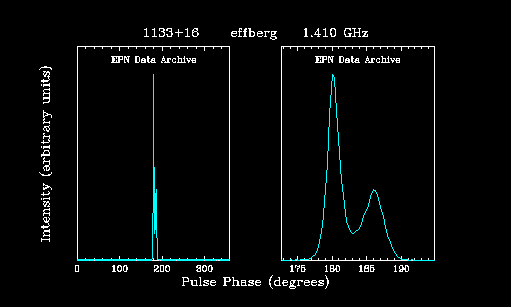 1133+16 effberg 1.410 GHz
EPN Data Archive EPN Data Archive
Intensity (arbitrary units)
0 100 200 300 175 180 185 190
Pulse Phase (degrees)